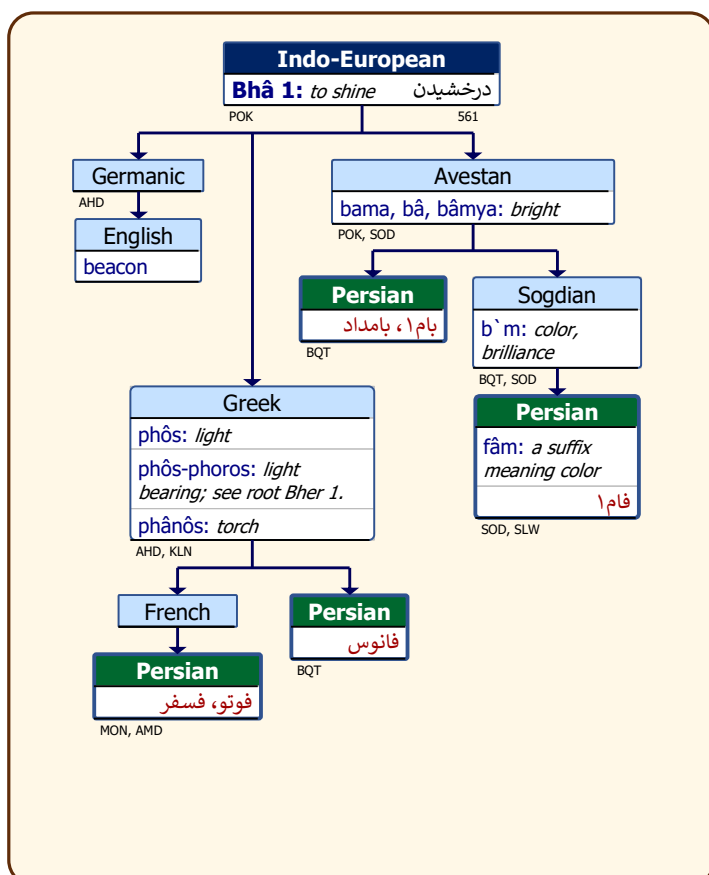 Indo-European
Bhâ 1: to shine درخشیدن
POK 561
Germanic
AHD
English
beacon
Avestan
bama, bâ, bâmya: bright
POK, SOD
Persian
بام۱، بامداد
BQT
Sogdian
b`m: color,
brilliance
BQT, SOD
Persian
fâm: a suffix
meaning color
فام۱
SOD, SLW
Greek
phôs: light
phôs-phoros: light
bearing; see root Bher 1.
phânôs: torch
AHD, KLN
French
Persian
فوتو، فسفر
MON, AMD
Persian
فانوس
BQT